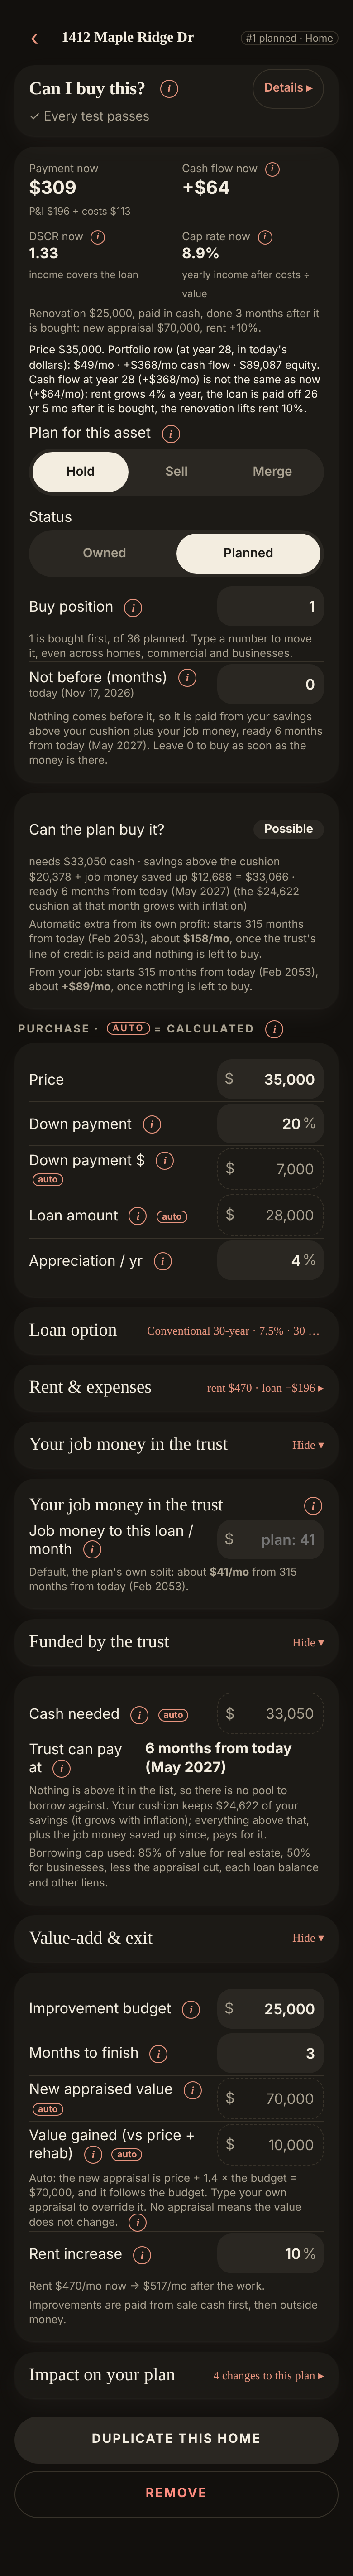 ‹ 1412 Maple Ridge Dr #1 planned · Home
Can I buy this? i Details ▸
✓ Every test passes
Payment now Cash flow now i
$309 +$64
P&I $196 + costs $113
DSCR now i Cap rate now i
1.33 8.9%
income covers the loan yearly income after costs ÷
value
Renovation $25,000, paid in cash, done 3 months after it
is bought: new appraisal $70,000, rent +10%.
Price $35,000. Portfolio row (at year 28, in today's
dollars): $49/mo · +$368/mo cash flow · $89,087 equity.
Cash flow at year 28 (+$368/mo) is not the same as now
(+$64/mo): rent grows 4% a year, the loan is paid off 26
yr 5 mo after it is bought, the renovation lifts rent 10%.
Plan for this asset i
Hold Sell Merge
Status
Owned Planned
Buy position i 1
1 is bought first, of 36 planned. Type a number to move
it, even across homes, commercial and businesses.
Not before (months) i 0
today (Nov 17, 2026)
Nothing comes before it, so it is paid from your savings
above your cushion plus your job money, ready 6 months
from today (May 2027). Leave 0 to buy as soon as the
money is there.
Can the plan buy it? Possible
needs $33,050 cash · savings above the cushion
$20,378 + job money saved up $12,688 = $33,066 ·
ready 6 months from today (May 2027) (the $24,622
cushion at that month grows with inflation)
Automatic extra from its own profit: starts 315 months
from today (Feb 2053), about $158/mo, once the trust's
line of credit is paid and nothing is left to buy.
From your job: starts 315 months from today (Feb 2053),
about +$89/mo, once nothing is left to buy.
PURCHASE · AUTO = CALCULATED i
Price $ 35,000
Down payment i 20 %
Down payment $ i $ 7,000
auto
Loan amount i auto $ 28,000
Appreciation / yr i 4 %
Loan option Conventional 30-year · 7.5% · 30 …
Rent & expenses rent $470 · loan −$196 ▸
Your job money in the trust Hide ▾
Your job money in the trust i
Job money to this loan / $ plan: 41
month i
Default, the plan's own split: about $41/mo from 315
months from today (Feb 2053).
Funded by the trust Hide ▾
Cash needed i auto $ 33,050
Trust can pay 6 months from today
at i (May 2027)
Nothing is above it in the list, so there is no pool to
borrow against. Your cushion keeps $24,622 of your
savings (it grows with inflation); everything above that,
plus the job money saved up since, pays for it.
Borrowing cap used: 85% of value for real estate, 50%
for businesses, less the appraisal cut, each loan balance
and other liens.
Value-add & exit Hide ▾
Improvement budget i $ 25,000
Months to finish i 3
New appraised value i $ 70,000
auto
Value gained (vs price + $ 10,000
rehab) i auto
Auto: the new appraisal is price + 1.4 × the budget =
$70,000, and it follows the budget. Type your own
appraisal to override it. No appraisal means the value
does not change. i
Rent increase i 10 %
Rent $470/mo now → $517/mo after the work.
Improvements are paid from sale cash first, then outside
money.
Impact on your plan 4 changes to this plan ▸
DUPLICATE THIS HOME
REMOVE